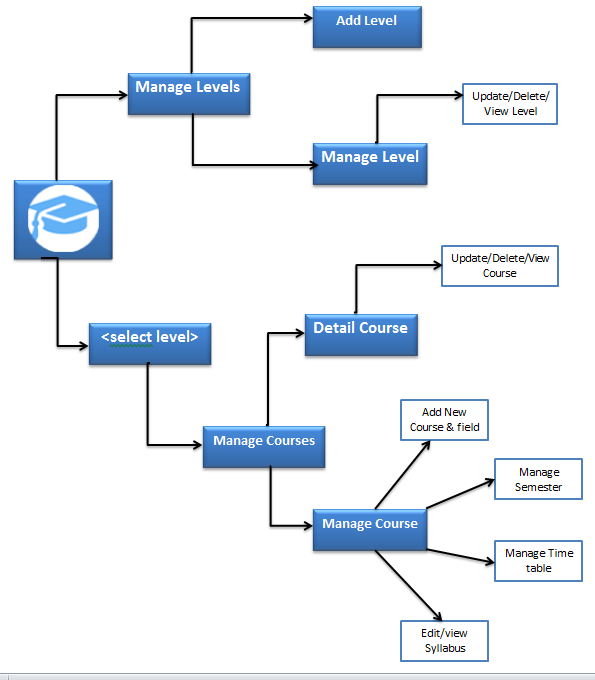 Add Level
Manage Levels
Update/Delete/
View Level
Manage Level
Update/Delete/View
Course
Detail Course
<select level>
Add New
Course & field
Manage Courses
Manage
Semester
Manage Course
Manage Time
table
Edit/view
Syllabus